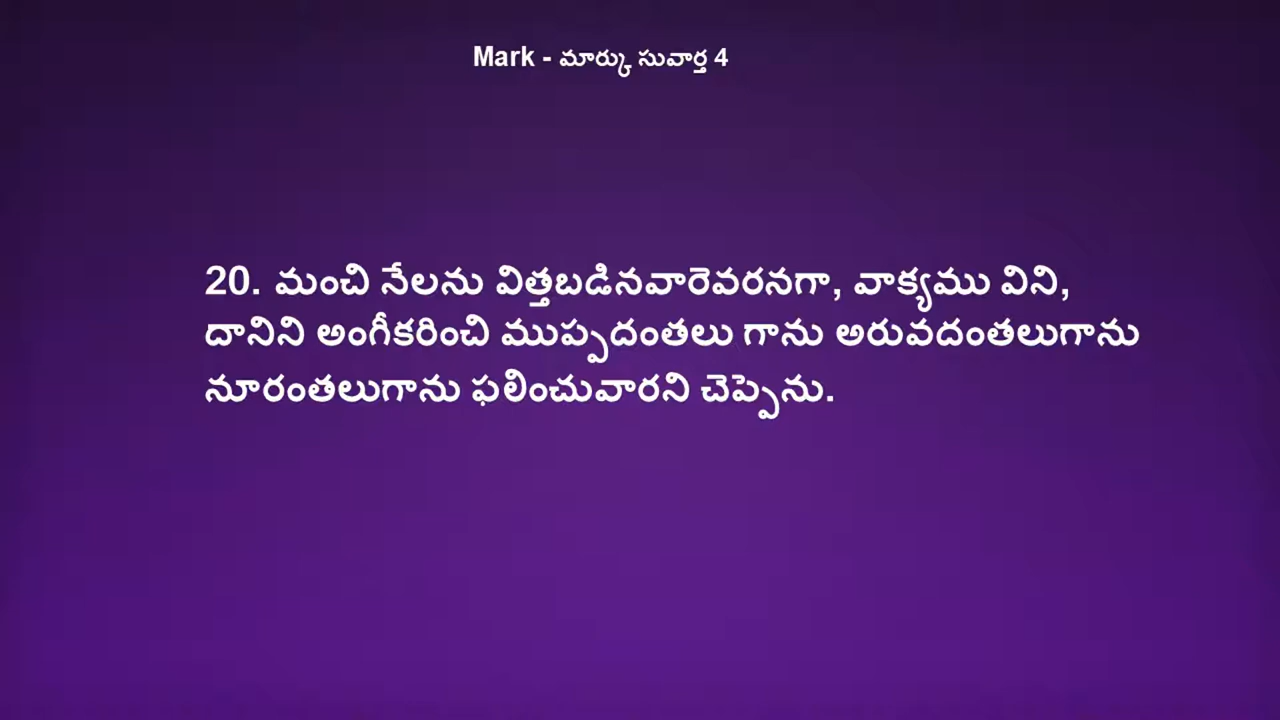 Mark - మార్కు సువార్త 4
20. మంచి నేలను విత్తబడినవారెవరనగా, వాక్యము విని,
దానిని అంగీకరించి ముప్పదంతలు గాను అరువదంతలుగాను
నూరంతలుగాను ఫలించువారని చెప్పెను.